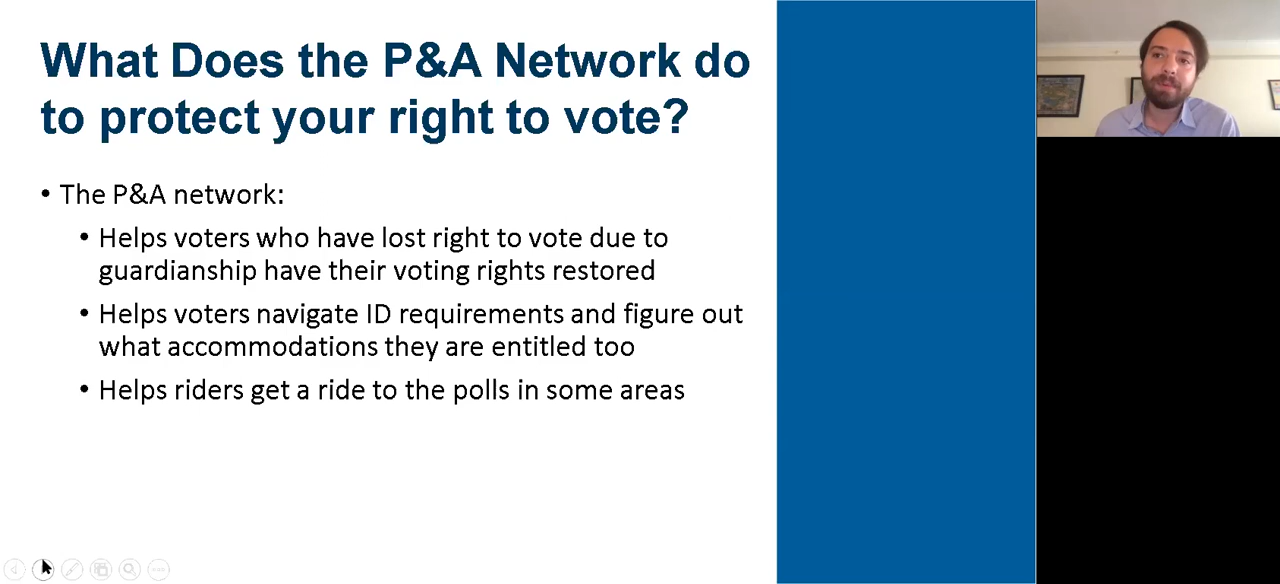 What Does the P&A Network do
to protect your right to vote?
• The P&A network:
• Helps voters who have lost right to vote due to
guardianship have their voting rights restored
• Helps voters navigate ID requirements and figure out
what accommodations they are entitled too
• Helps riders get a ride to the polls in some areas